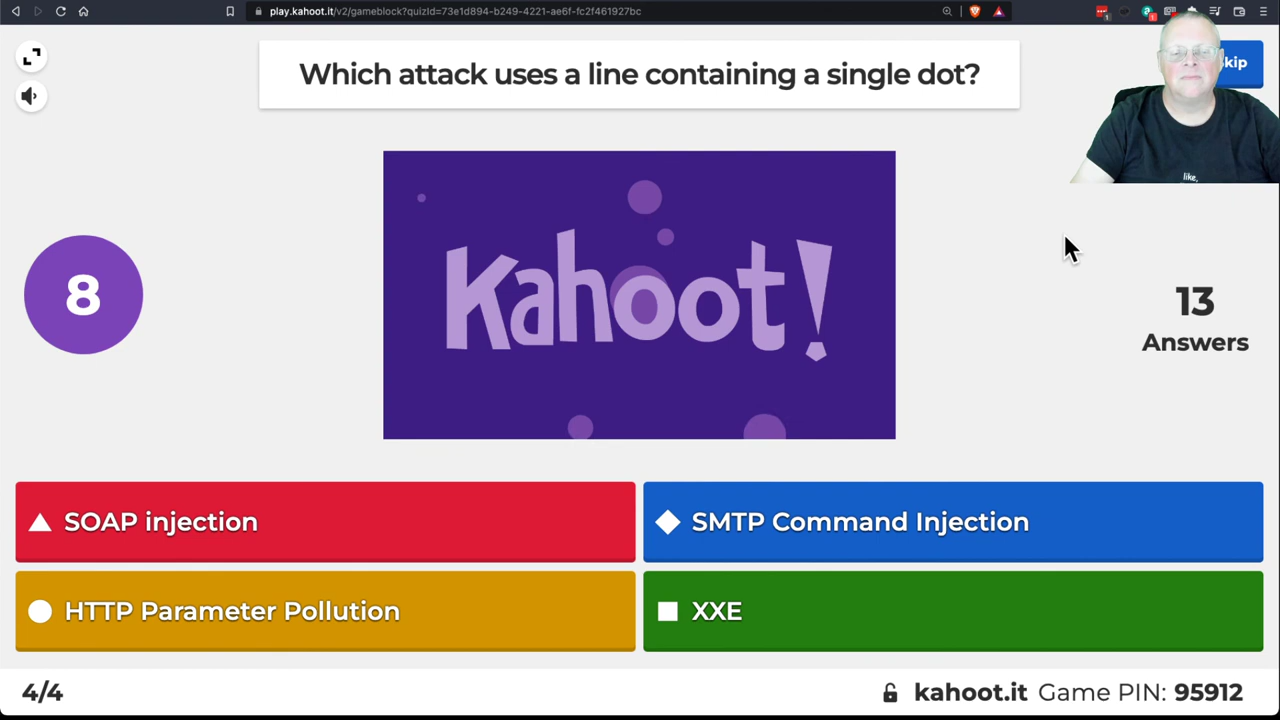 play.kahoot.it/v2/gameblock?quizId=73e1d894-b249-4221-ae6f-fc2f461927bc
Which attack uses a line containing a single dot?
kip
like,
Kahoot!
8
13
Answers
SOAP injection
SMTP Command Injection
HTTP Parameter Pollution
XXE
4/4
kahoot.it Game PIN: 95912